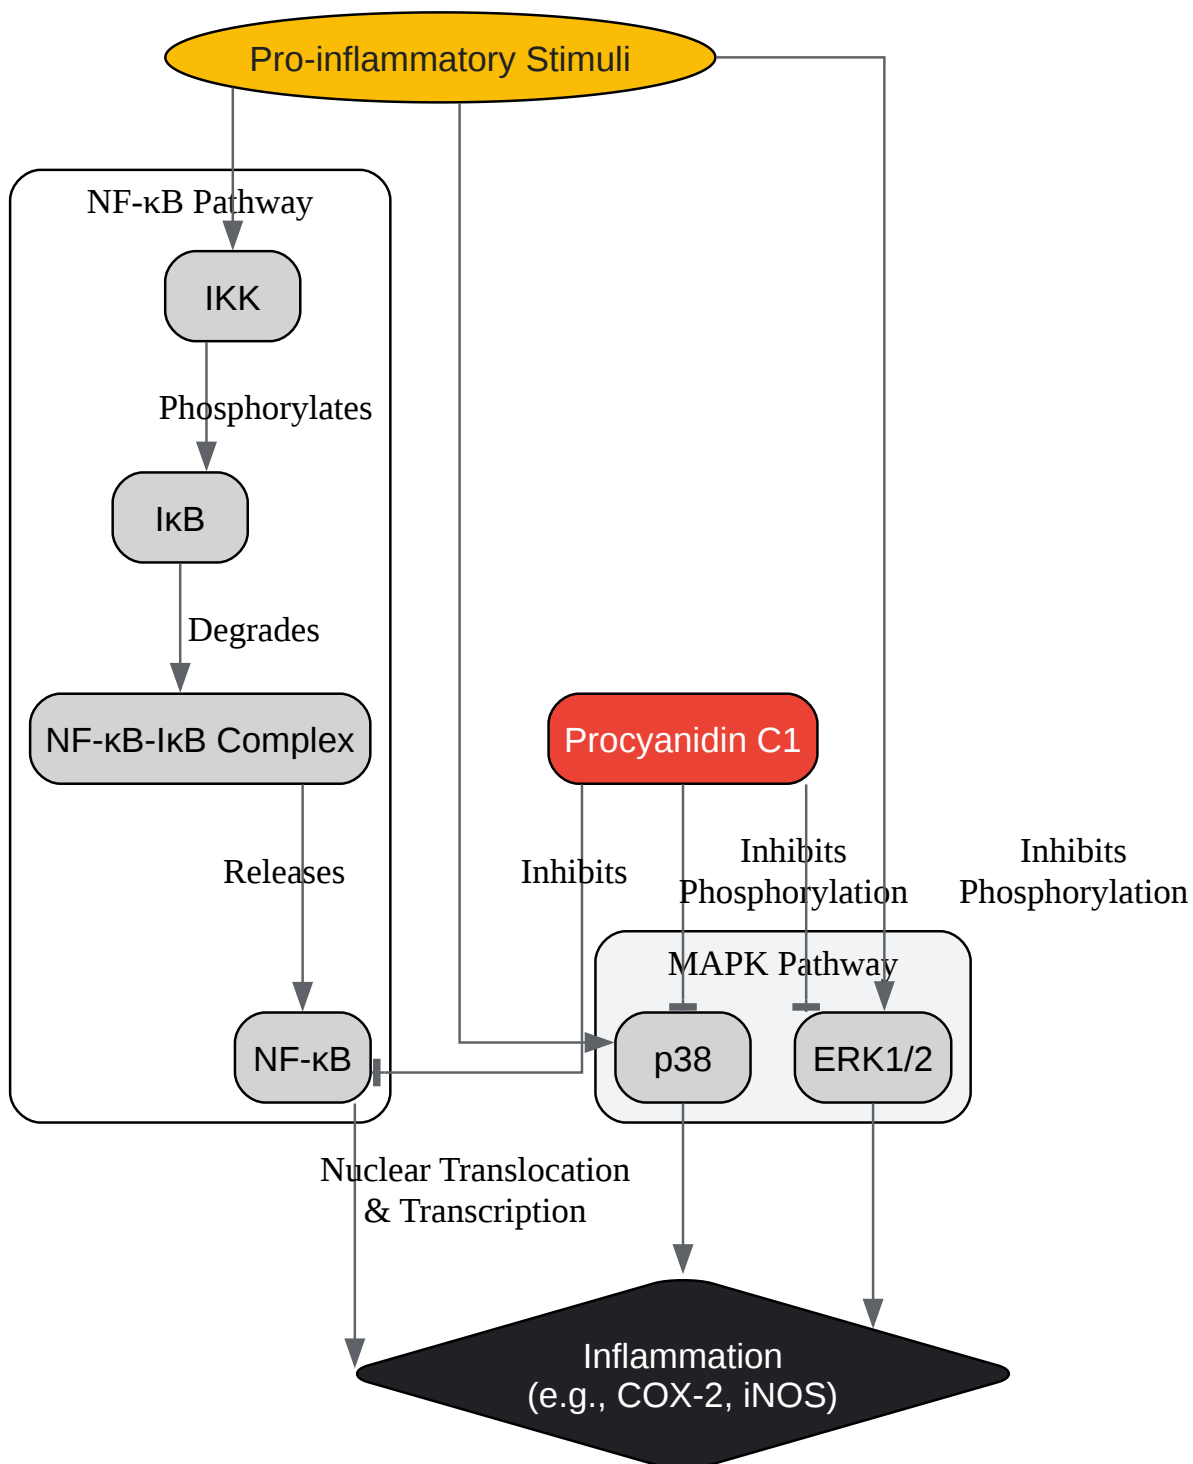 Pro-inflammatory Stimuli
NF-κB Pathway
IKK
Phosphorylates
IκB
Degrades
NF-κB-IκB Complex
Procyanidin C1
Releases
Inhibits
Inhibits
Phosphorylation
Inhibits
Phosphorylation
MAPK Pathway
NF-κB
p38
ERK1/2
Nuclear Translocation
& Transcription
Inflammation
(e.g., COX-2, iNOS)